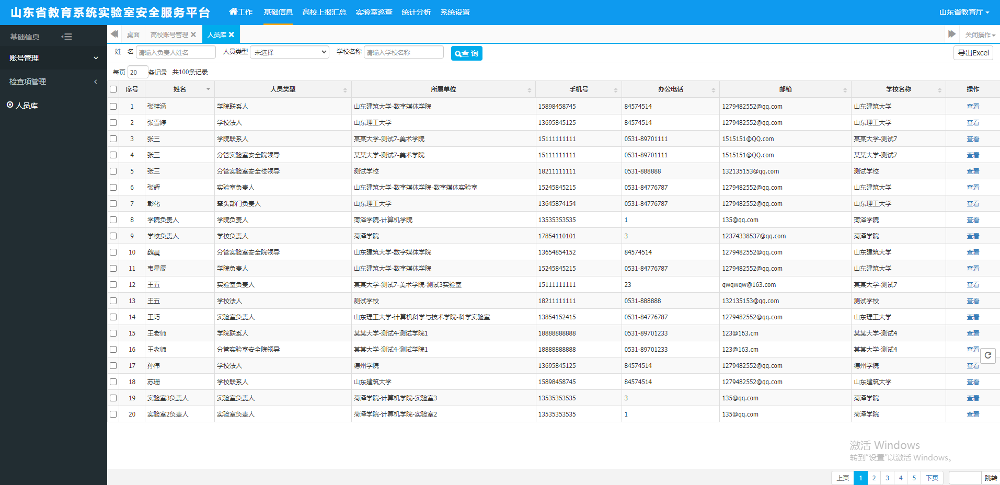 山东省教育系统实验室安全服务平台 工作 基础信息 高校上报汇总 实验室巡查 统计分析 系统设置 山东省教育厅
基础信息 桌面 高校账号管理 人员库 关闭操作
账号管理
检查项管理
人员库
姓 名 请输入负责人姓名 人员类型 未选择 学校名称 请输入学校名称 查 询 导出Excel
每页 20 条记录 共100条记录
序号 姓名 人员类型 所属单位 手机号 办公电话 邮箱 学校名称 操作
1 张梓涵 学院联系人 山东建筑大学-数字媒体学院 15898458745 84574514 1279482552@qq.com 山东建筑大学 查看
2 张雪婷 学校法人 山东理工大学 13695845125 84574514 1279482552@qq.com 山东理工大学 查看
3 张三 学院联系人 某某大学-测试7-美术学院 15111111111 0531-89701111 1515151@QQ.com 某某大学-测试7 查看
4 张三 分管实验室安全院领导 某某大学-测试7-美术学院 15111111111 0531-89701111 1515151@QQ.com 某某大学-测试7 查看
5 张三 分管实验室安全校领导 测试学校 18211111111 0531-888888 132135153@qq.com 测试学校 查看
6 张辉 实验室负责人 山东建筑大学-数字媒体学院-数字媒体实验室 15245845215 0531-84776787 1279482552@qq.com 山东建筑大学 查看
7 彰化 牵头部门负责人 山东理工大学 13645874154 0531-84776787 1279482552@qq.com 山东理工大学 查看
8 学院负责人 学院负责人 菏泽学院-计算机学院 13535353535 1 135@qq.com 菏泽学院 查看
9 学校负责人 学校负责人 菏泽学院 17854110101 3 12374338537@qq.com 菏泽学院 查看
10 魏晨 分管实验室安全院领导 山东建筑大学-数字媒体学院 13654854152 84574514 1279482552@qq.com 山东建筑大学 查看
11 韦星辰 学院负责人 山东建筑大学-数字媒体学院 15245845215 0531-84776787 1279482552@qq.com 山东建筑大学 查看
12 王五 实验室负责人 某某大学-测试7-美术学院-测试3实验室 15111111111 23 qwqwqw@163.com 某某大学-测试7 查看
13 王五 学校法人 测试学校 18211111111 0531-888888 132135153@qq.com 测试学校 查看
14 王巧 实验室负责人 山东理工大学-计算机科学与技术学院-科学实验室 13854152415 0531-84776787 1279482552@qq.com 山东理工大学 查看
15 王老师 学院联系人 某某大学-测试4-测试学院1 18888888888 0531-89701233 123@163.cm 某某大学-测试4 查看
16 王老师 分管实验室安全院领导 某某大学-测试4-测试学院1 18888888888 0531-89701233 123@163.cm 某某大学-测试4 查看
17 孙伟 学校法人 德州学院 13695845125 84574514 1279482552@qq.com 德州学院 查看
18 苏珊 学校联系人 山东建筑大学 15898458745 84574514 1279482552@qq.com 山东建筑大学 查看
19 实验室3负责人 实验室负责人 菏泽学院-计算机学院-实验室3 13535353535 3 135@qq.com 菏泽学院 查看
20 实验室2负责人 实验室负责人 菏泽学院-计算机学院-实验室2 13535353535 1 135@qq.com 菏泽学院 查看
激活 Windows
转到“设置”以激活 Windows。
上页 1 2 3 4 5 下页 跳转